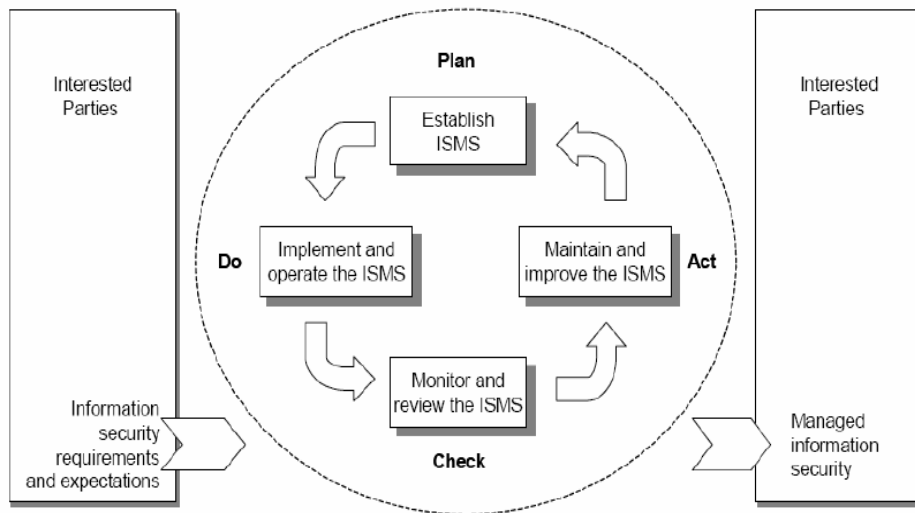 Interested
Parties
Information
security
requirements
and expectations
Plan
Establish
ISMS
Do
Implement and
operate the ISMS
Maintain and
improve the ISMS
Act
Monitor and
review the ISMS
Check
Interested
Parties
Managed
information
security